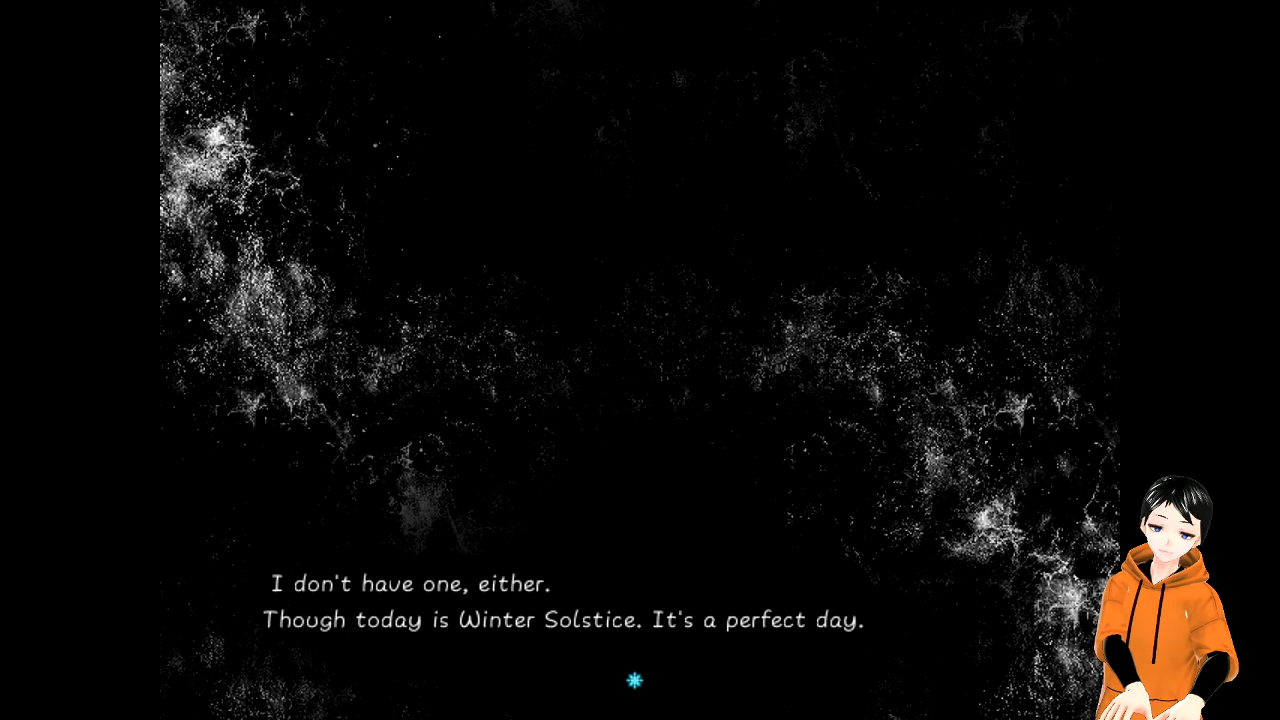 I don't have one, either.
Though today is Winter Solstice. It's a perfect day.